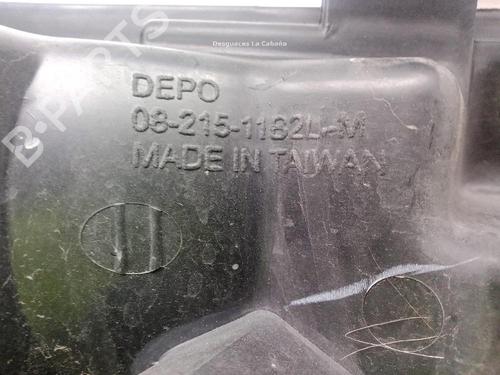 Desguaces La Cabaña
B-PARTS
DEPO
08-215-1182L-M
MADE IN TAIWAN